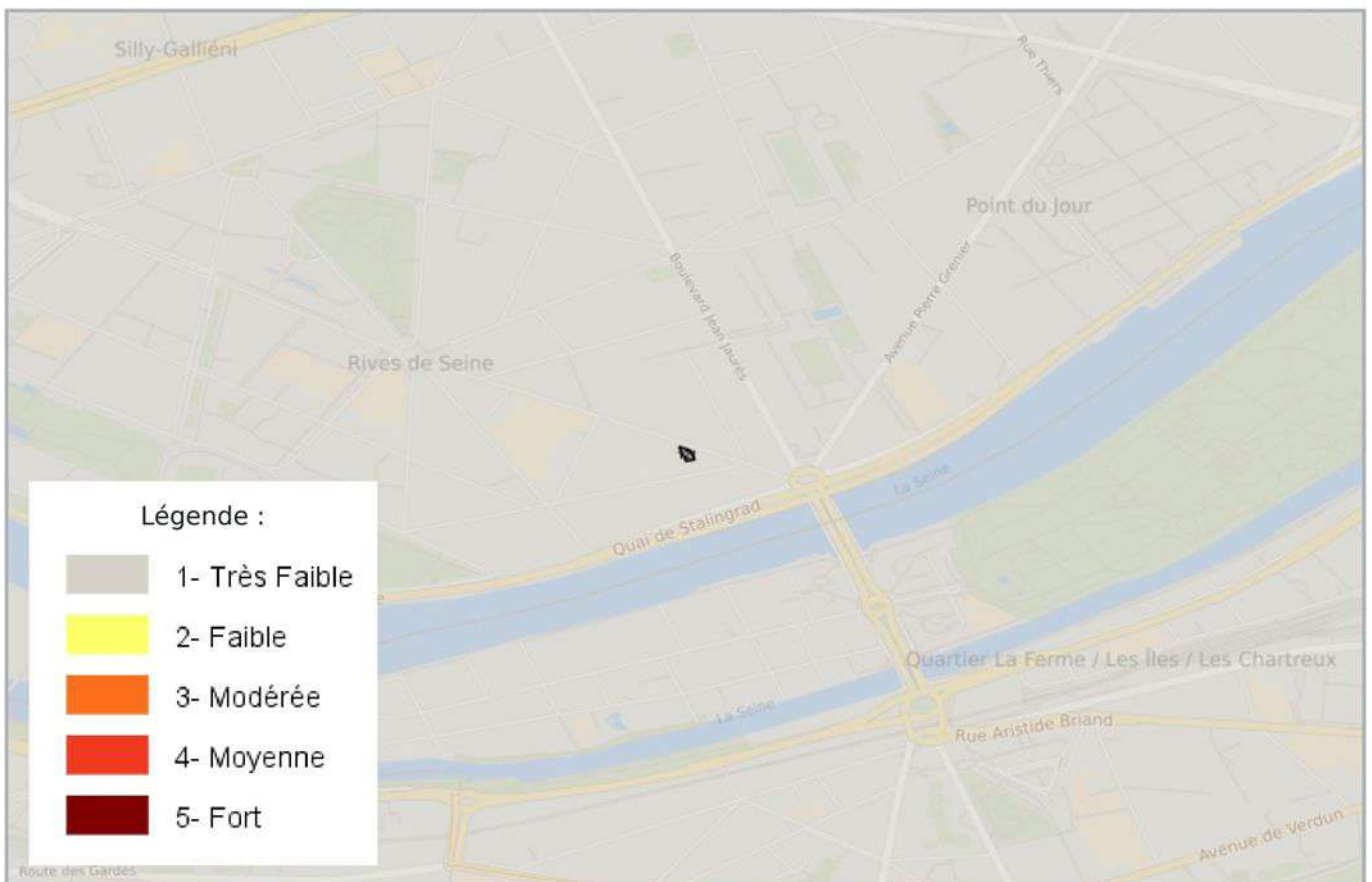 Silly-Galliéni
Rue Thiers
Point du Jour
Boulevard Jean Jaurès
Avenue Pierre Grenier
Rives de Seine
La Seine
Quai de Stalingrad
Légende :
1- Très Faible
2- Faible
3- Modérée
4- Moyenne
5- Fort
Quartier La Ferme / Les Îles / Les Chartreux
La Seine
Rue Aristide Briand
Avenue de Verdun
Route des Gardes